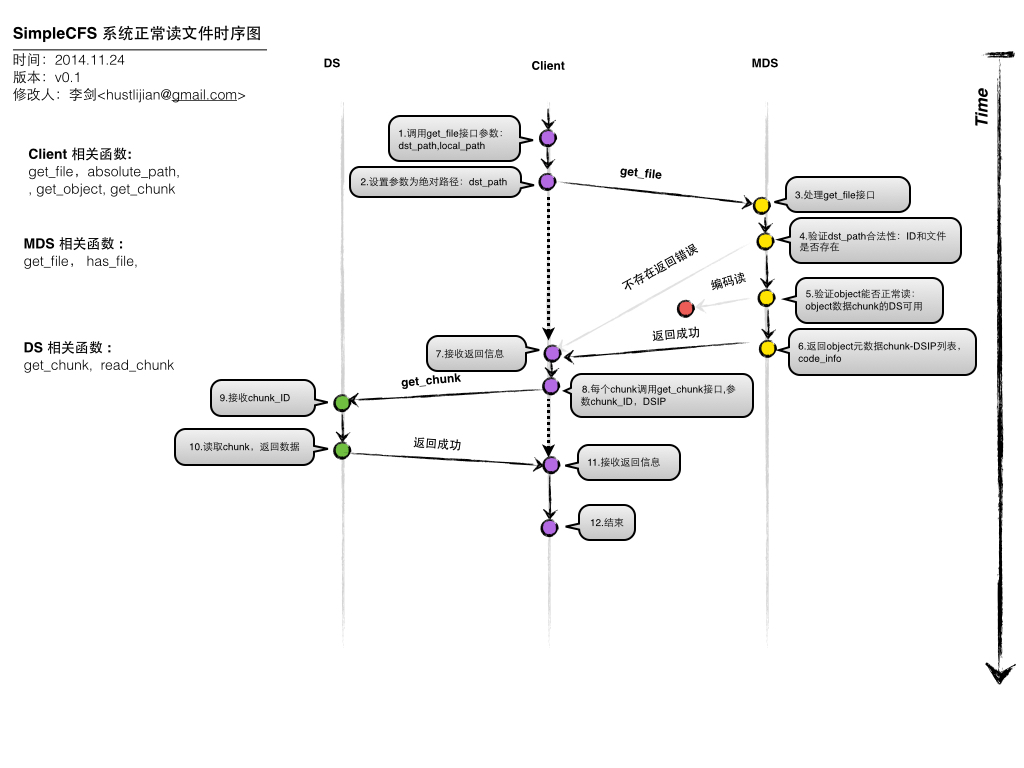 SimpleCFS 系统正常读文件时序图
时间：2014.11.24
版本：v0.1
修改人：李剑<hustlijian@gmail.com>
DS
Client
MDS
Time
Client 相关函数:
get_file，absolute_path,
, get_object, get_chunk
MDS 相关函数：
get_file， has_file,
DS 相关函数：
get_chunk, read_chunk
1.调用get_file接口参数：
dst_path,local_path
2.设置参数为绝对路径：dst_path
get_file
3.处理get_file接口
4.验证dst_path合法性：ID和文件
是否存在
不存在返回错误
编码读
5.验证object能否正常读：
object数据chunk的DS可用
返回成功
6.返回object元数据chunk-DSIP列表，
code_info
7.接收返回信息
get_chunk
8.每个chunk调用get_chunk接口,参
数chunk_ID，DSIP
9.接收chunk_ID
10.读取chunk，返回数据
返回成功
11.接收返回信息
12.结束